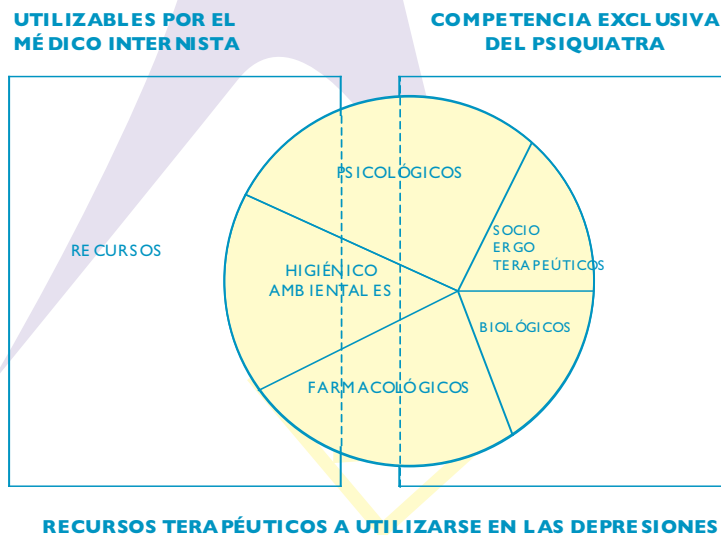 UTILIZABLES POR EL
MÉDICO INTERNISTA
COMPETENCIA EXCLUSIVA
DEL PSIQUIATRA
PSICOLÓGICOS
RECURSOS
SOCIO
ERGO
TERAPEÚTICOS
HIGIÉNICO
AMBIENTALES
BIOLÓGICOS
FARMACOLÓGICOS
RECURSOS TERAPÉUTICOS A UTILIZARSE EN LAS DEPRESIONES